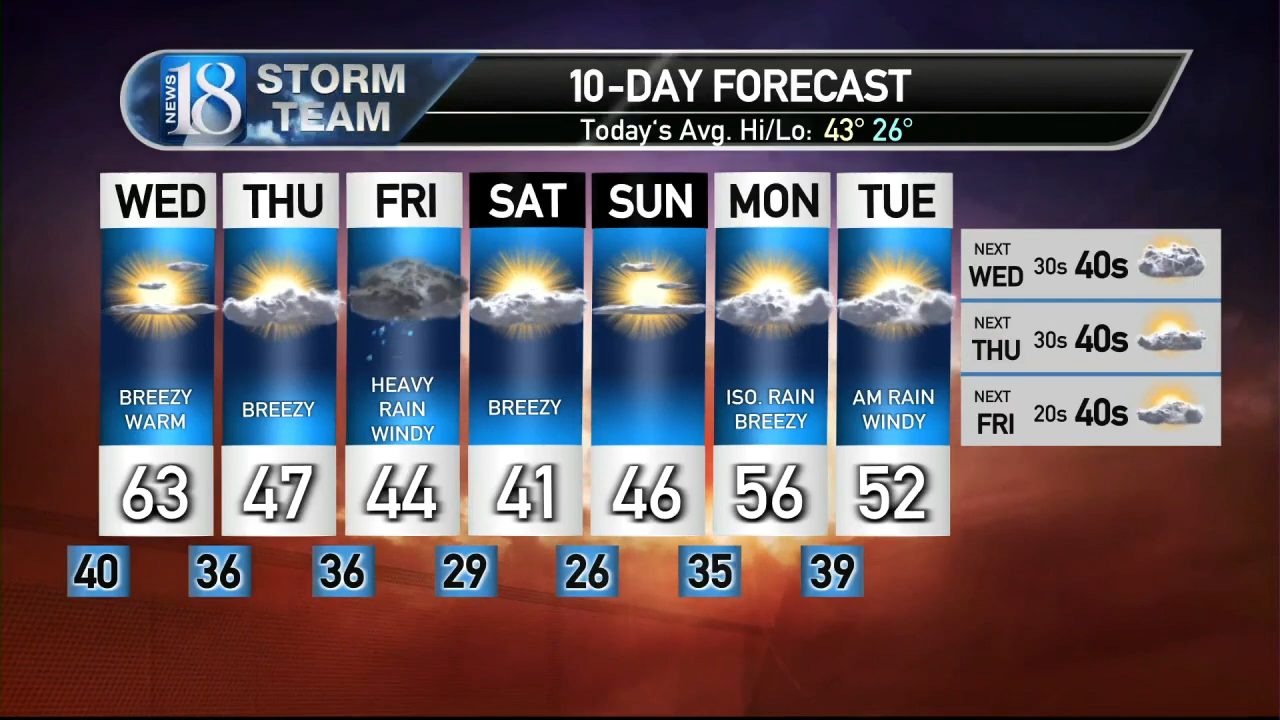 NEWS 18 STORM TEAM
10-DAY FORECAST
Today's Avg. Hi/Lo: 43° 26°
WED THU FRI SAT SUN MON TUE
BREEZY
WARM
BREEZY
HEAVY
RAIN
WINDY
BREEZY
ISO. RAIN
BREEZY
AM RAIN
WINDY
63 47 44 41 46 56 52
40 36 36 29 26 35 39
NEXT
WED 30s 40s
NEXT
THU 30s 40s
NEXT
FRI 20s 40s